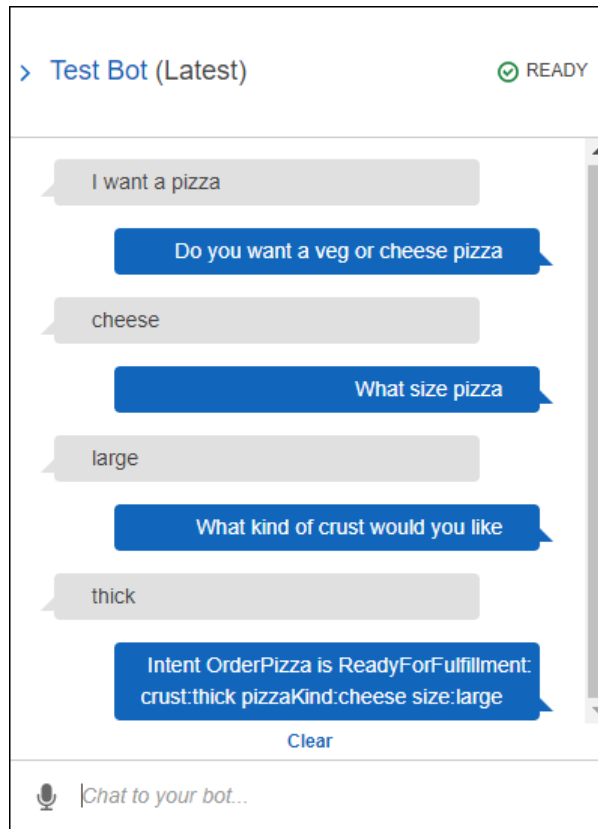 Test Bot (Latest)
READY
I want a pizza
Do you want a veg or cheese pizza
cheese
What size pizza
large
What kind of crust would you like
thick
Intent OrderPizza is ReadyForFulfillment:
crust:thick pizzaKind:cheese size:large
Clear
Chat to your bot...